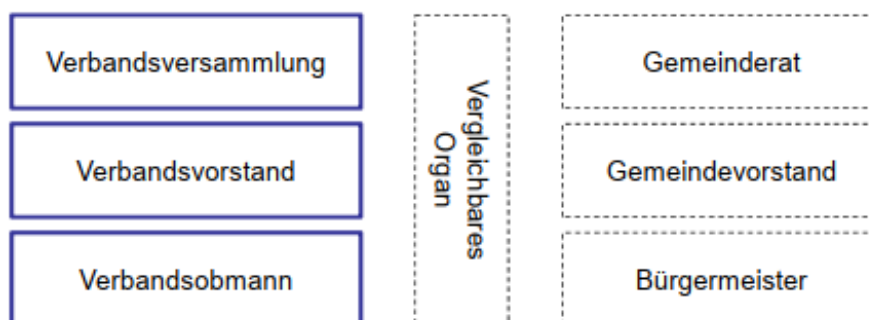 Verbandsversammlung
Vergleichbares
Organ
Gemeinderat
Verbandsvorstand
Gemeindevorstand
Verbandsobmann
Bürgermeister